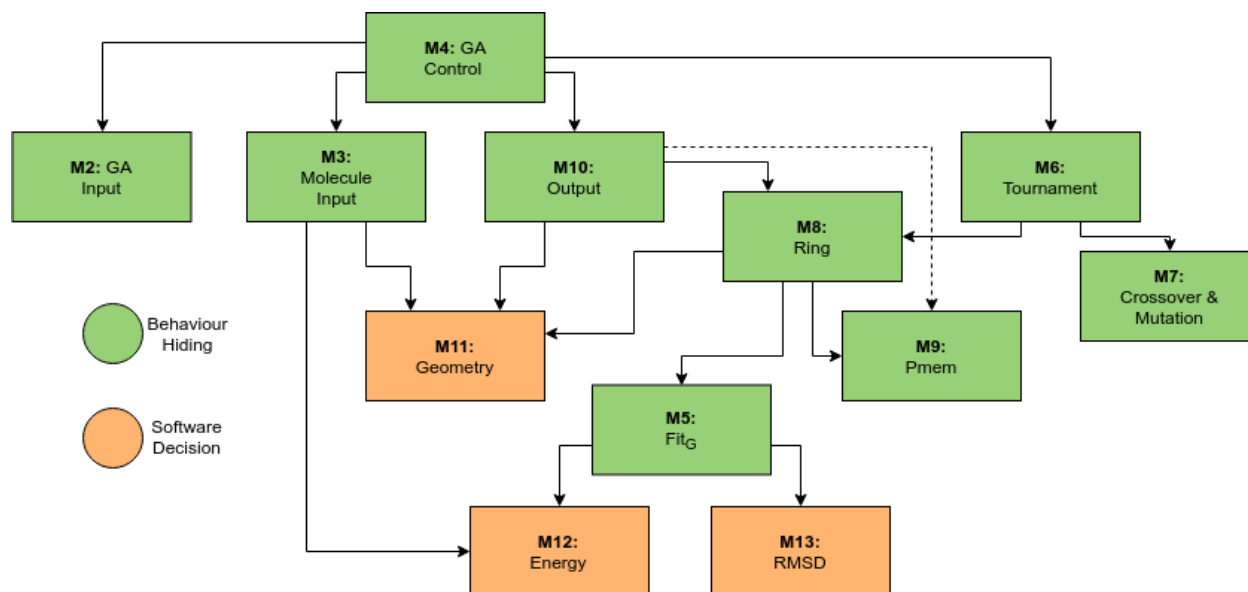 M4: GA
Control
M2: GA
Input
M3:
Molecule
Input
M10:
Output
M6:
Tournament
M8:
Ring
M7:
Crossover &
Mutation
Behaviour
Hiding
M11:
Geometry
M9:
Pmem
Software
Decision
M5:
FitG
M12:
Energy
M13:
RMSD